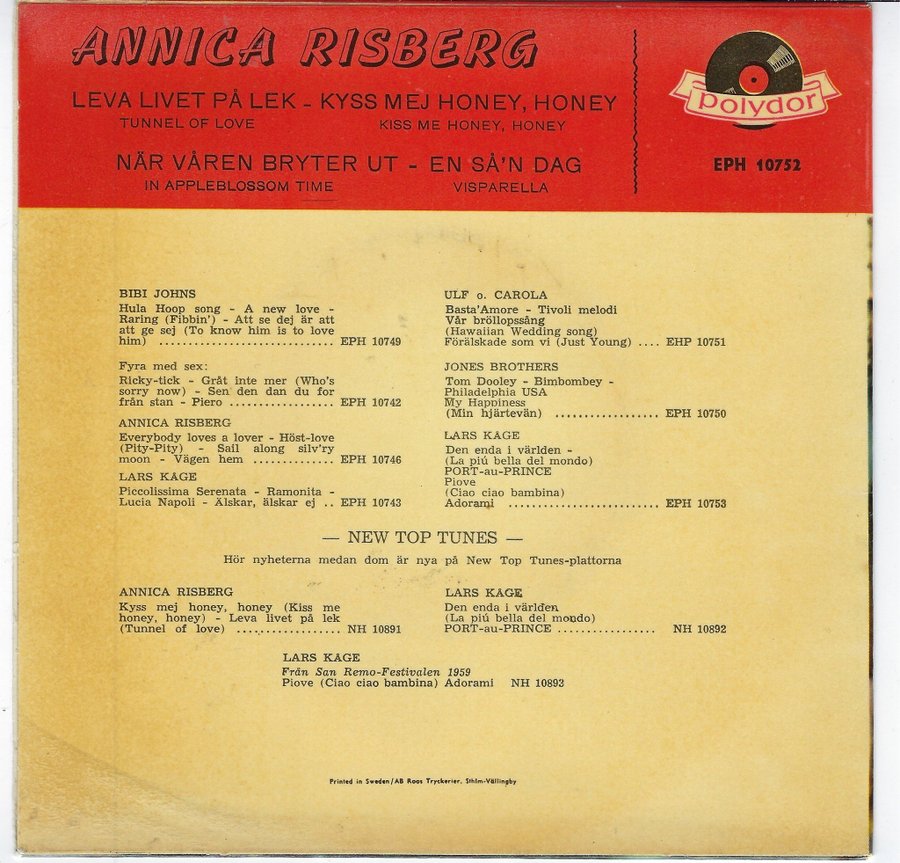 ANNICA RISBERG
LEVA LIVET PÅ LEK - KYSS MEJ HONEY, HONEY
TUNNEL OF LOVE KISS ME HONEY, HONEY
NÄR VÅREN BRYTER UT - EN SÅ'N DAG
IN APPLEBLOSSOM TIME VISPARELLA
polydor
EPH 10752
BIBI JOHNS
Hula Hoop song - A new love -
Raring (Fibbin') - Att se dej är att
att ge sej (To know him is to love
him) .............................. EPH 10749
Fyra med sex:
Ricky-tick - Gråt inte mer (Who's
sorry now) - Sen den dan du for
från stan - Piero .................. EPH 10742
ANNICA RISBERG
Everybody loves a lover - Höst-love
(Pity-Pity) - Sail along silv'ry
moon - Vägen hem .............. EPH 10746
LARS KAGE
Piccolissima Serenata - Ramonita -
Lucia Napoli - Älskar, älskar ej .. EPH 10743
ULF o. CAROLA
Basta'Amore - Tivoli melodi
Vår bröllopssång
(Hawaiian Wedding song)
Förälskade som vi (Just Young) .... EHP 10751
JONES BROTHERS
Tom Dooley - Bimbombey -
Philadelphia USA
My Happiness
(Min hjärtevän) .................. EPH 10750
LARS KAGE
Den enda i världen -
(La piú bella del mondo)
PORT-au-PRINCE
Piove
(Ciao ciao bambina)
Adorami .......................... EPH 10753
— NEW TOP TUNES —
Hör nyheterna medan dom är nya på New Top Tunes-plattorna
ANNICA RISBERG
Kyss mej honey, honey (Kiss me
honey, honey) - Leva livet på lek
(Tunnel of love) .................. NH 10891
LARS KAGE
Den enda i världen
(La piú bella del mondo)
PORT-au-PRINCE ................. NH 10892
LARS KAGE
Från San Remo-Festivalen 1959
Piove (Ciao ciao bambina) Adorami NH 10893
Printed in Sweden/AB Roos Tryckerier, Sthlm-Vällingby